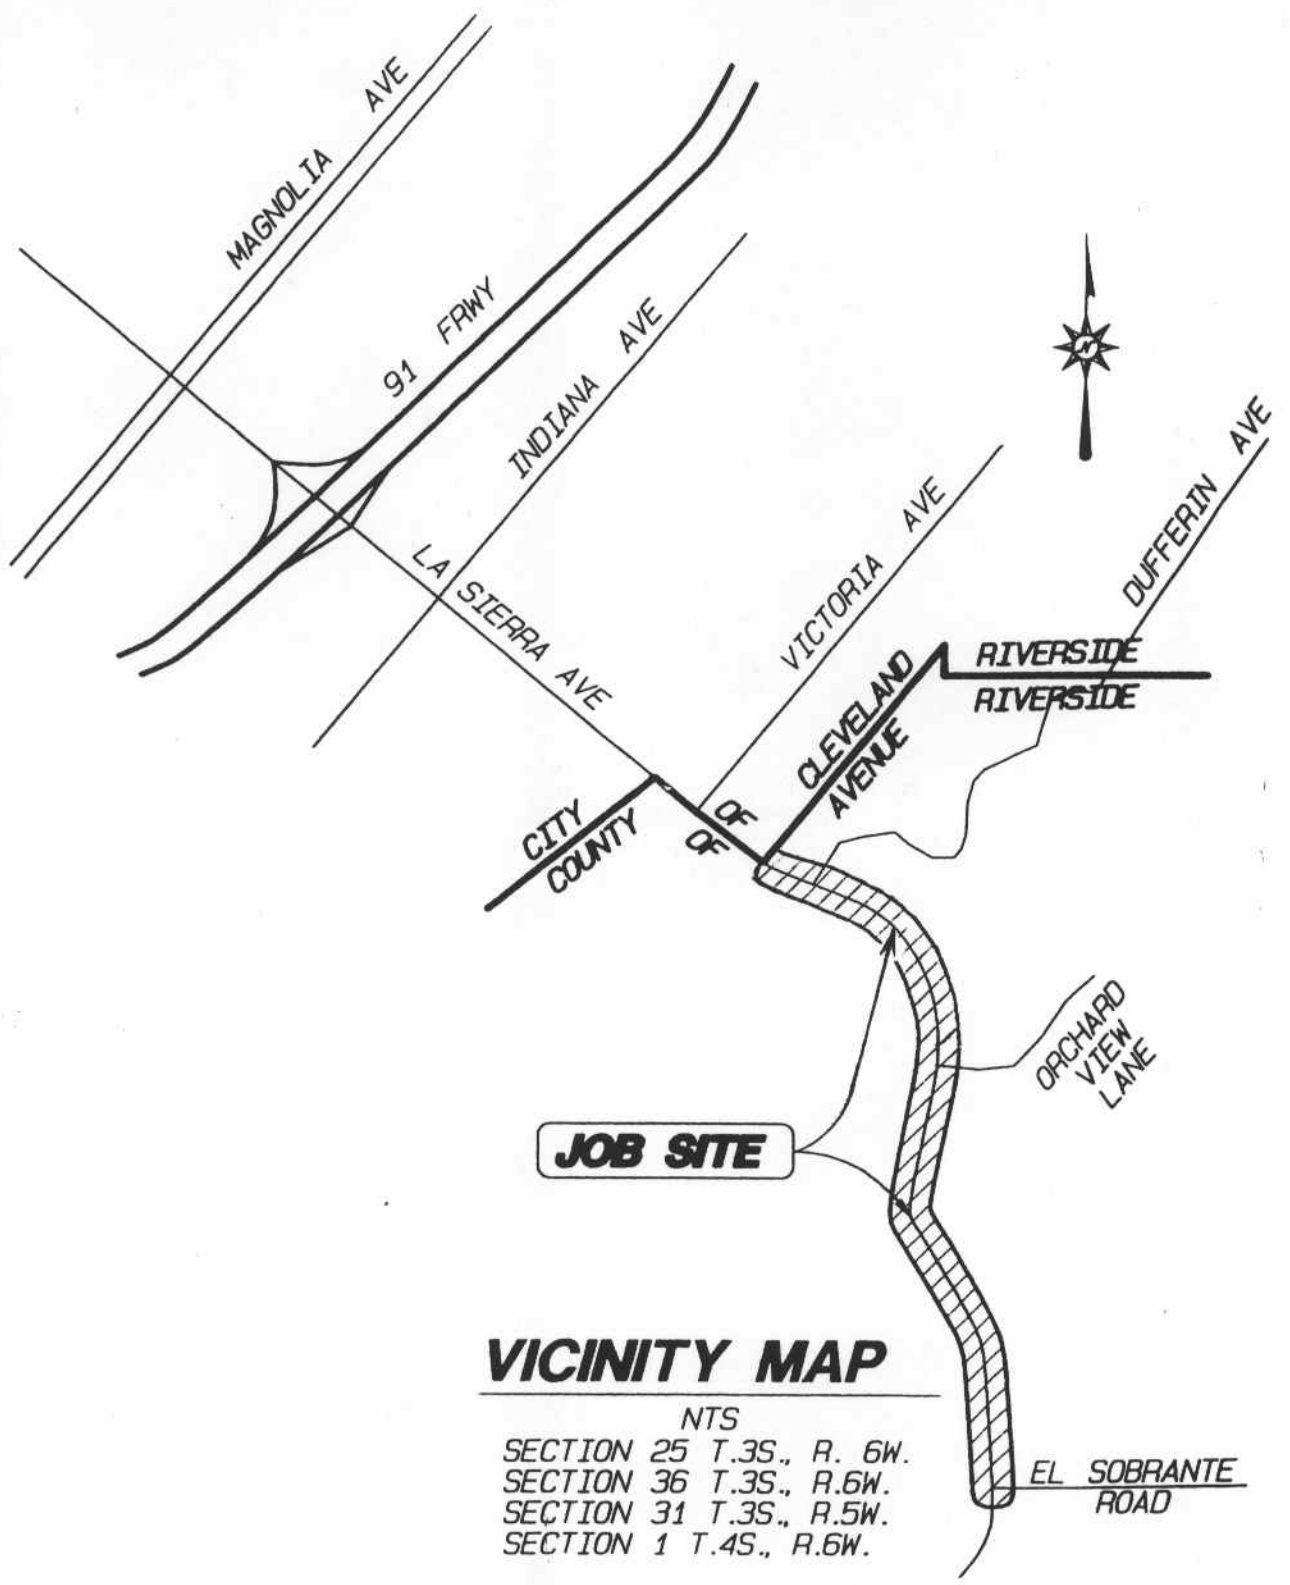 MAGNOLIA AVE
91 FRWY
INDIANA AVE
LA SIERRA AVE
VICTORIA AVE
DUFFERIN AVE
N
CLEVELAND
AVENUE
CITY OF RIVERSIDE
COUNTY OF RIVERSIDE
ORCHARD
VIEW
LANE
JOB SITE
VICINITY MAP
NTS
SECTION 25 T.3S., R. 6W.
SECTION 36 T.3S., R.6W.
SECTION 31 T.3S., R.5W.
SECTION 1 T.4S., R.6W.
EL SOBRANTE
ROAD